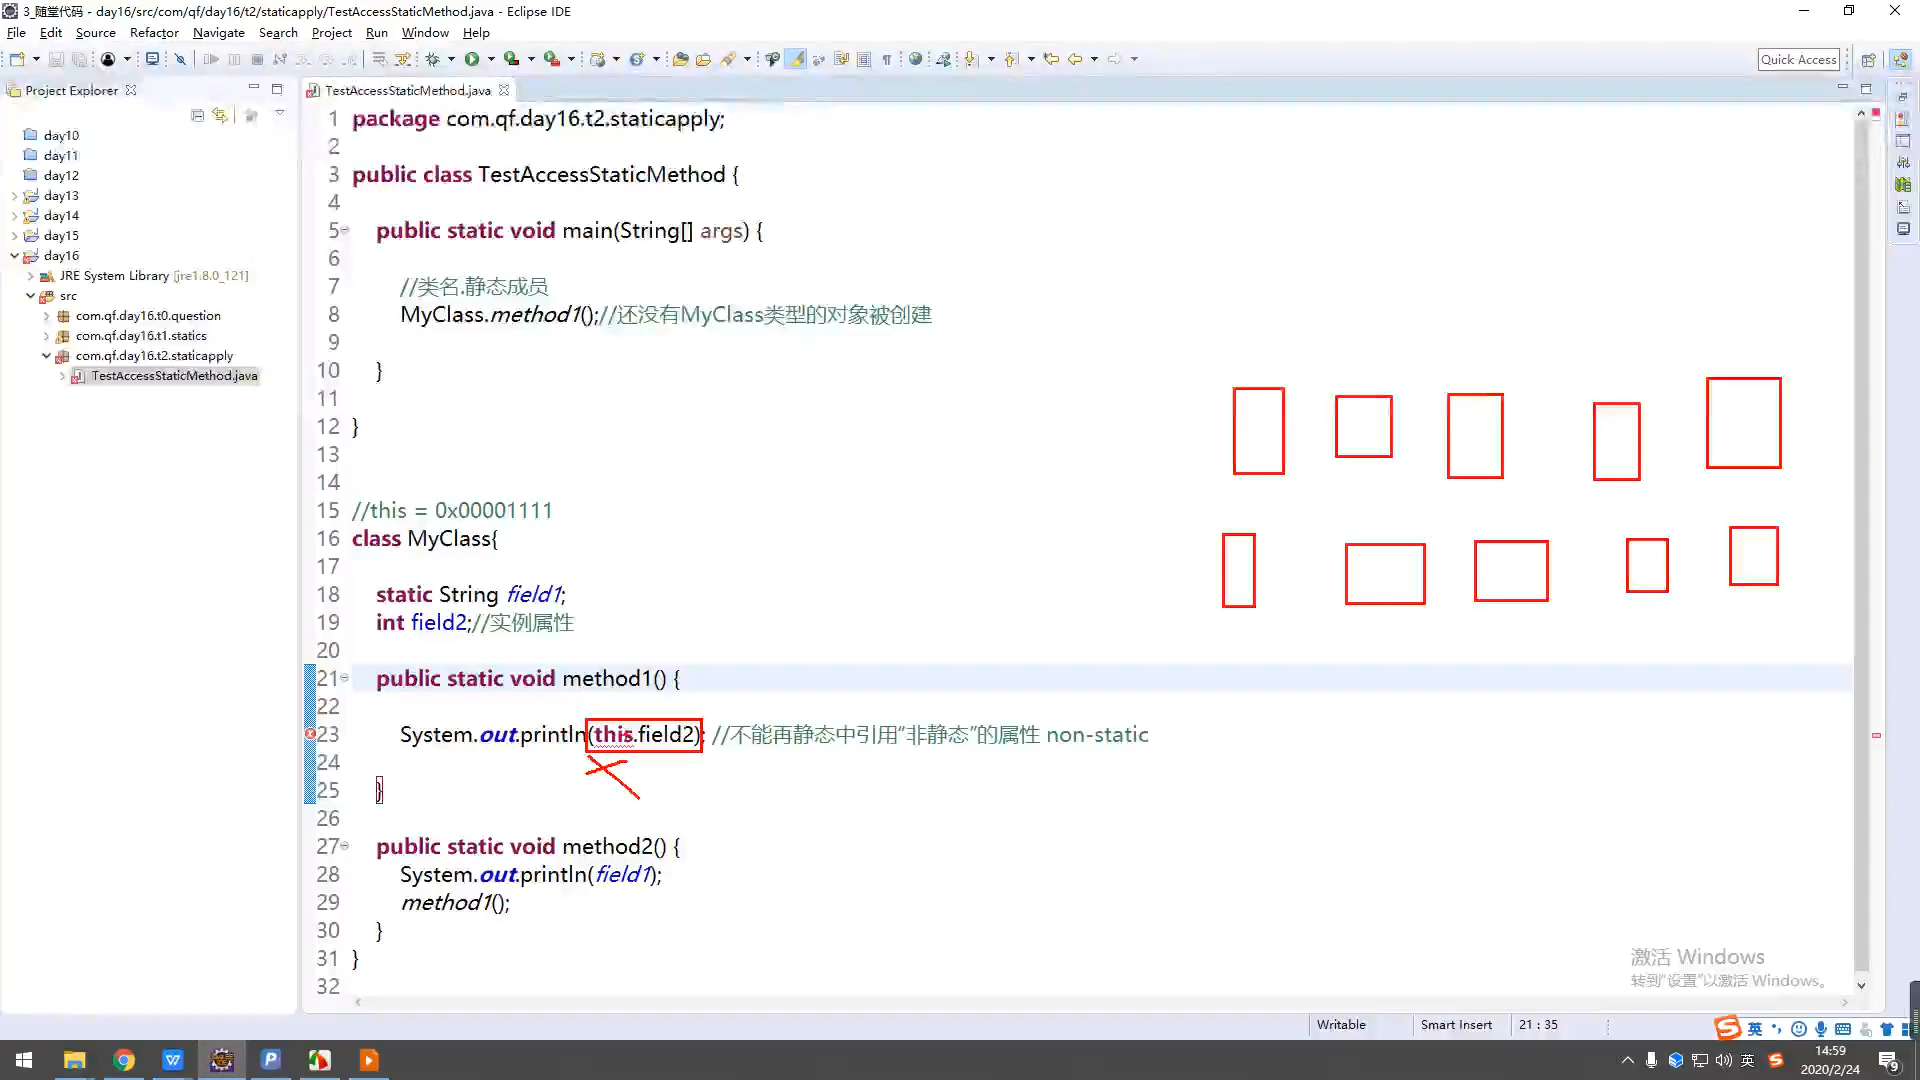 3_随堂代码 - day16/src/com/qf/day16/t2/staticapply/TestAccessStaticMethod.java - Eclipse IDE
File Edit Source Refactor Navigate Search Project Run Window Help
Quick Access
Project Explorer
day10
day11
day12
day13
day14
day15
day16
JRE System Library [jre1.8.0_121]
src
com.qf.day16.t0.question
com.qf.day16.t1.statics
com.qf.day16.t2.staticapply
TestAccessStaticMethod.java
TestAccessStaticMethod.java
1 package com.qf.day16.t2.staticapply;
2
3 public class TestAccessStaticMethod {
4
5 public static void main(String[] args) {
6
7 //类名.静态成员
8 MyClass.method1();//还没有MyClass类型的对象被创建
9
10 }
11
12 }
13
14
15 //this = 0x00001111
16 class MyClass{
17
18 static String field1;
19 int field2;//实例属性
20
21 public static void method1() {
22
23 System.out.println(this.field2); //不能再静态中引用“非静态”的属性 non-static
24
25 }
26
27 public static void method2() {
28 System.out.println(field1);
29 method1();
30 }
31 }
32
激活 Windows
转到“设置”以激活 Windows。
Writable Smart Insert 21 : 35
英
14:59
英
2020/2/24
9